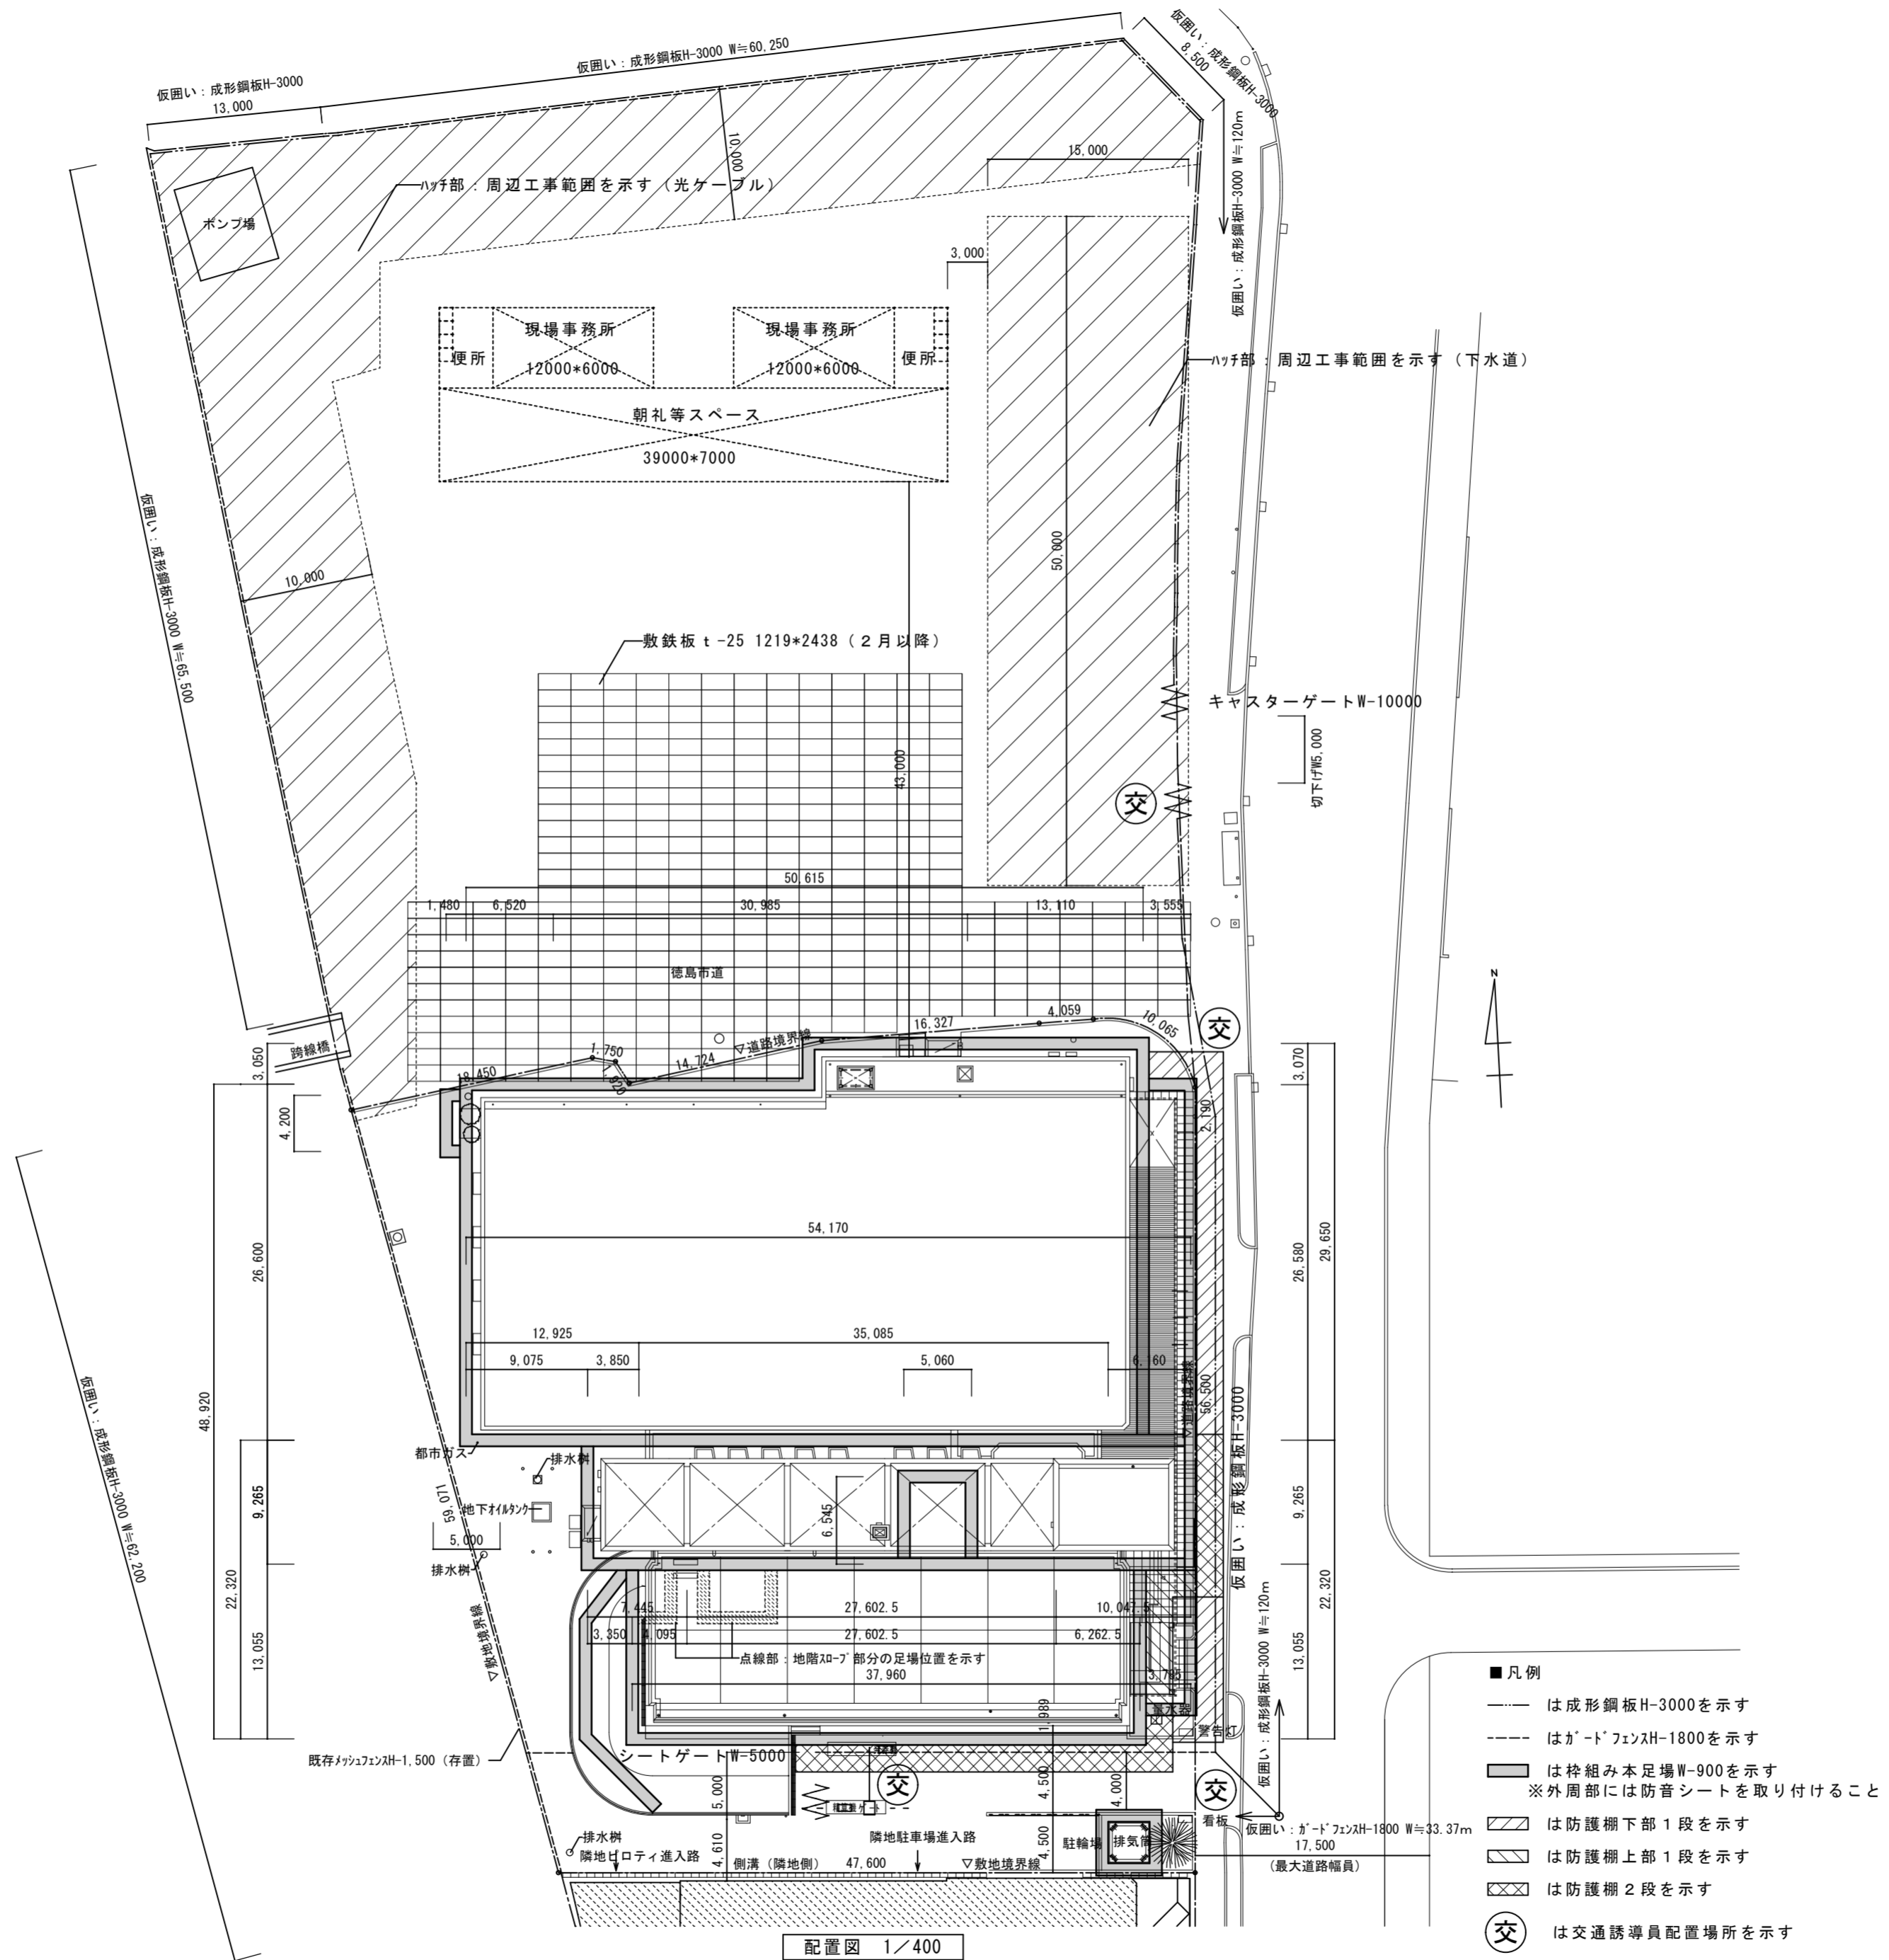 仮囲い：成形鋼板H-3000 W≒60,250
仮囲い：成形鋼板H-3000
13,000
仮囲い：成形鋼板H-3000
8,500
仮囲い：成形鋼板H-3000 W≒120m
10,000
15,000
ハッチ部：周辺工事範囲を示す（光ケーブル）
ポンプ場
3,000
現場事務所
12000*6000
便所
現場事務所
12000*6000
便所
ハッチ部：周辺工事範囲を示す（下水道）
朝礼等スペース
39000*7000
仮囲い：成形鋼板H-3000 W≒65,500
10,000
50,000
敷鉄板 t-25 1219*2438（２月以降）
43,000
キャスターゲートW-10000
切下げW5,000
交
50,615
1,480
6,520
30,985
13,110
3,555
徳島市道
N
交
跨線橋
3,050
18,450
1,750
1,920
14,724
▽道路境界線
16,327
4,059
10,065
3,070
4,200
2,190
54,170
26,600
26,580
29,650
12,925
35,085
9,075
3,850
5,060
6,160
▽道路境界線
56,500
仮囲い：成形鋼板H-3000
48,920
仮囲い：成形鋼板H-3000 W≒62,200
都市ガス
排水桝
59,071
地下オイルタンク
5,000
排水桝
6,545
9,265
9,265
22,320
22,320
▽敷地境界線
13,055
13,055
7,445
27,602.5
10,047.5
3,350
4,095
27,602.5
6,262.5
点線部：地階スロープ部分の足場位置を示す
37,960
3,785
1,989
量水器
警告灯
仮囲い：成形鋼板H-3000 W≒120m
既存メッシュフェンスH-1,500（存置）
シートゲートW-5000
交
交
5,000
4,500
4,000
看板
仮囲い：ガードフェンスH-1800 W≒33.37m
17,500
（最大道路幅員）
排水桝
隣地ピロティ進入路
4,610
側溝（隣地側）
47,600
隣地駐車場進入路
4,500
▽敷地境界線
駐輪場
排気筒
■凡例
は成形鋼板H-3000を示す
はガードフェンスH-1800を示す
は枠組み本足場W-900を示す
※外周部には防音シートを取り付けること
は防護棚下部１段を示す
は防護棚上部１段を示す
は防護棚２段を示す
交 は交通誘導員配置場所を示す
配置図 1／400